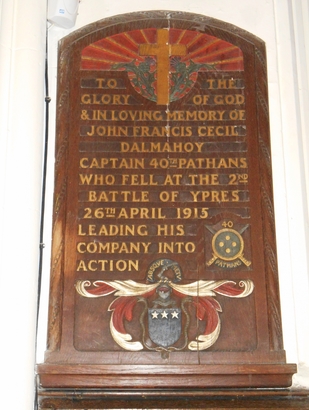 TO THE
GLORY OF GOD
& IN LOVING MEMORY OF
JOHN FRANCIS CECIL
DALMAHOY
CAPTAIN 40TH PATHANS
WHO FELL AT THE 2ND
BATTLE OF YPRES
26TH APRIL 1915
LEADING HIS
COMPANY INTO
ACTION
40
PATHANS